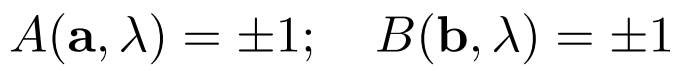 A(𝐚, λ) = ±1; B(𝐛, λ) = ±1